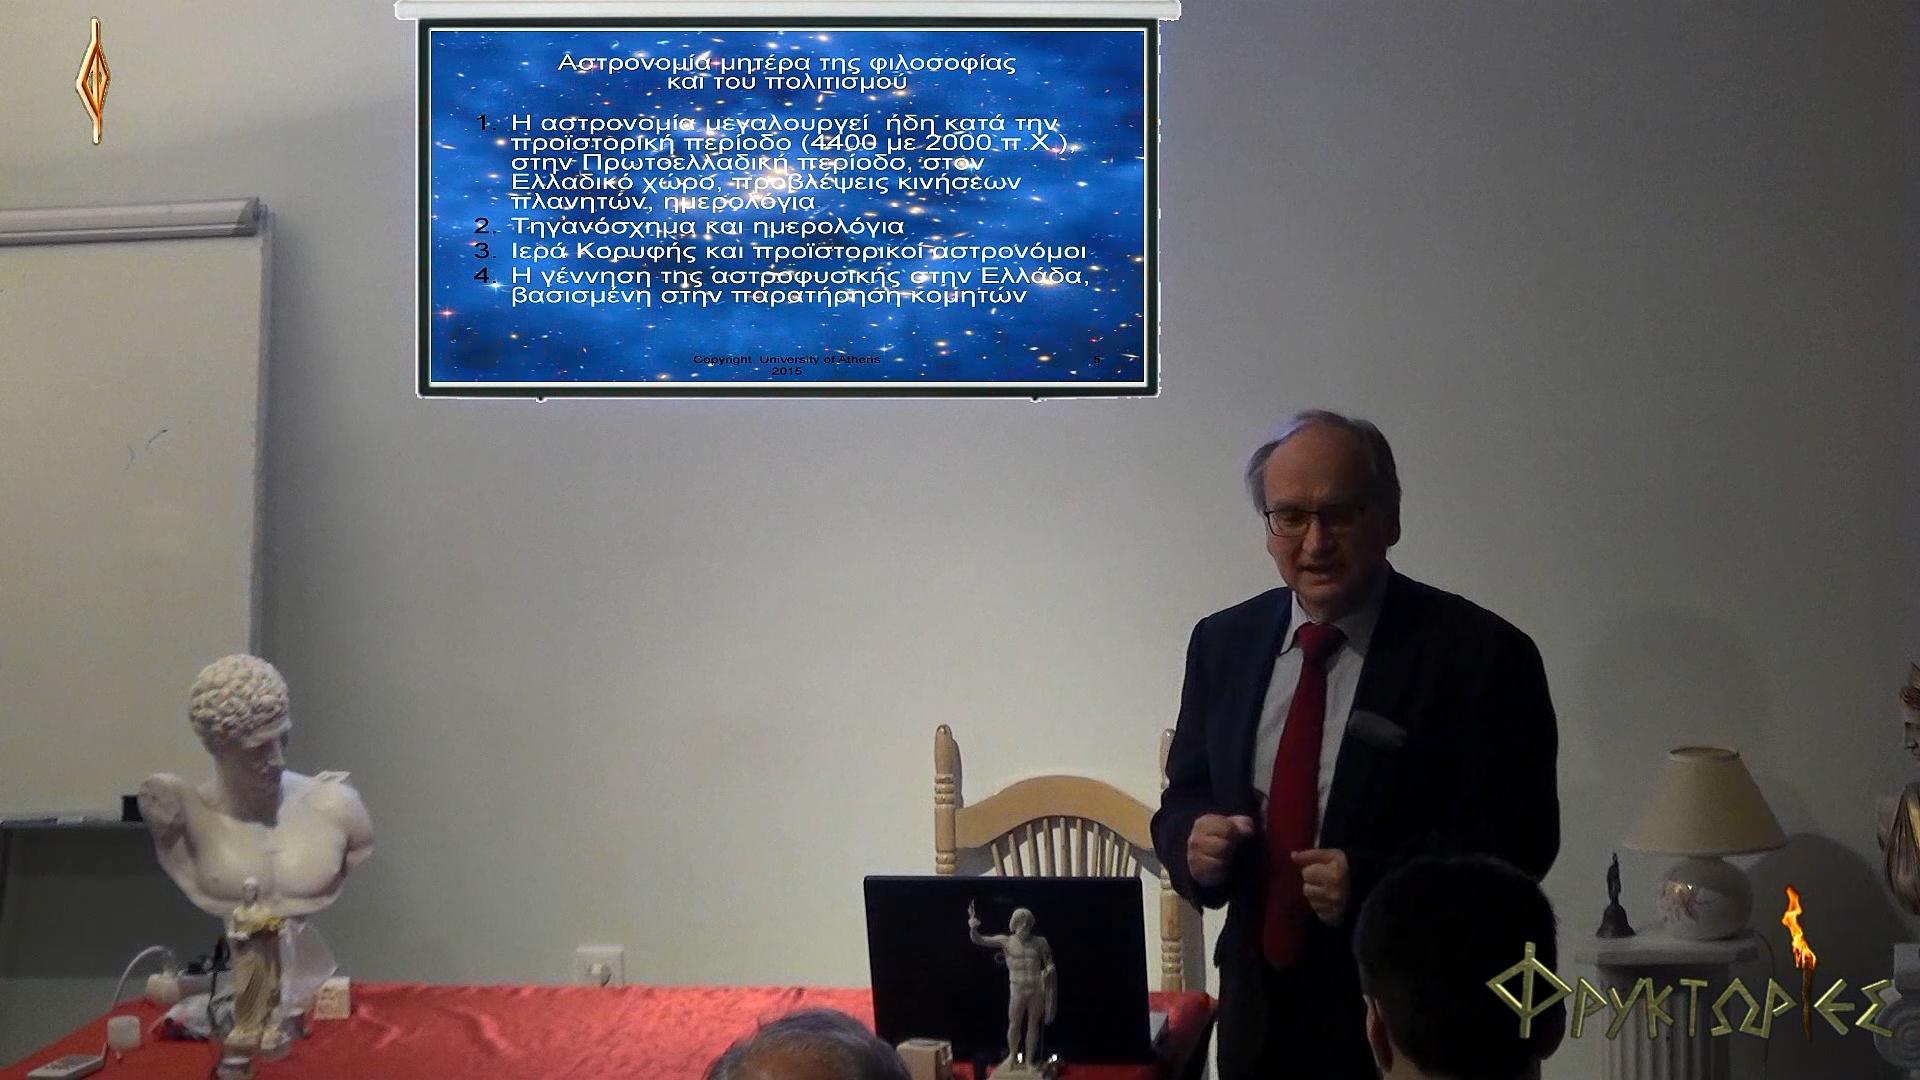 Αστρονομία μητέρα της φιλοσοφίας
και του πολιτισμού
1. Η αστρονομία μεγαλουργεί ήδη κατά την
προϊστορική περίοδο (4400 με 2000 π.Χ.),
στην Πρωτοελλαδική περίοδο, στον
Ελλαδικό χώρο, προβλέψεις κινήσεων
πλανητών, ημερολόγια
2. Τηγανόσχημα και ημερολόγια
3. Ιερά Κορυφής και προϊστορικοί αστρονόμοι
4. Η γέννηση της αστροφυσικής στην Ελλάδα,
βασισμένη στην παρατήρηση κομητών
Copyright University of Athens
2015
5
ΦΡΥΚΤΩΡΙΕΣ